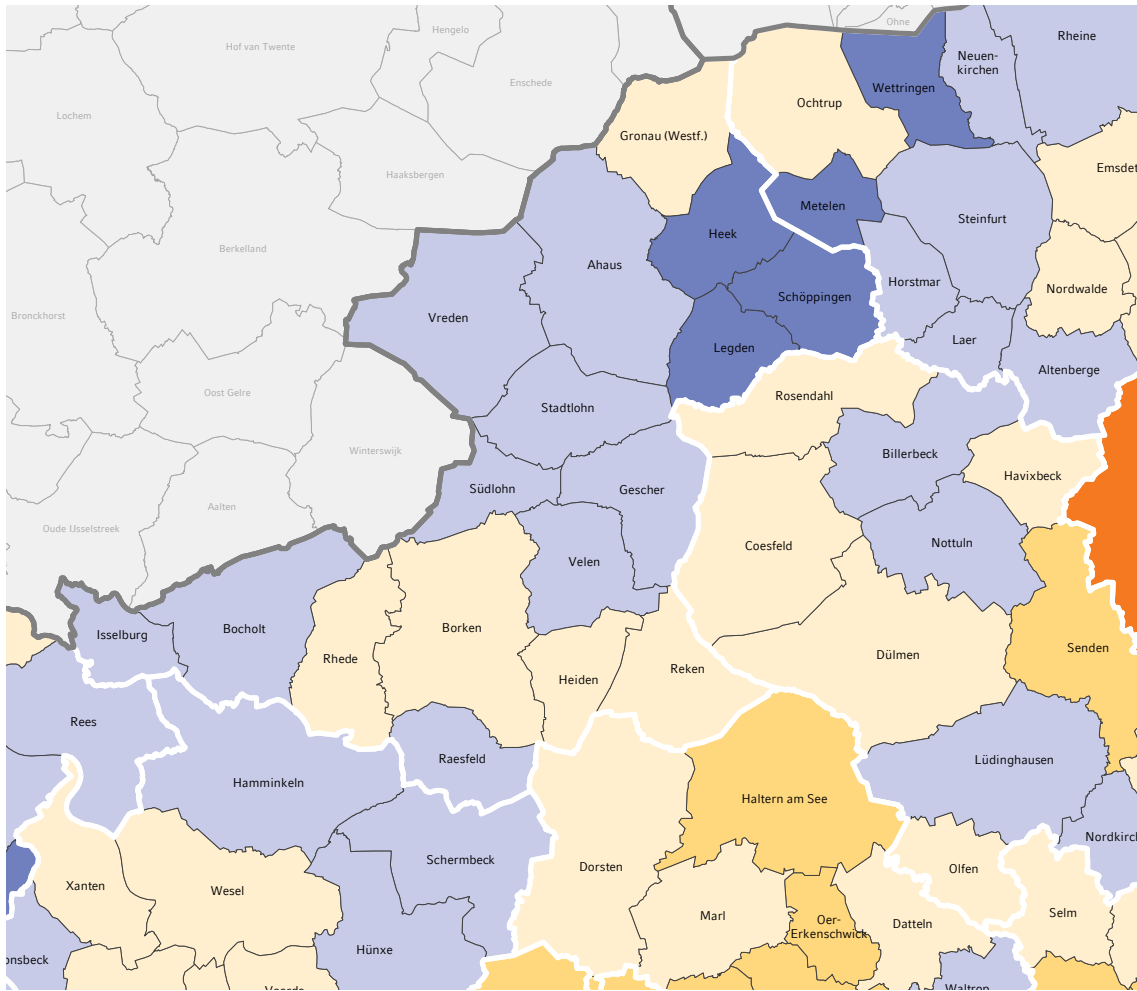 Ohne
Hengelo
Rheine
Hof van Twente
Neuen-
kirchen
Enschede
Wettringen
Ochtrup
Lochem
Gronau (Westf.)
Emsdet
Haaksbergen
Metelen
Steinfurt
Heek
Berkelland
Ahaus
Horstmar
Nordwalde
Schöppingen
Bronckhorst
Vreden
Laer
Legden
Altenberge
Oost Gelre
Rosendahl
Stadtlohn
Winterswijk
Billerbeck
Havixbeck
Südlohn
Gescher
Aalten
Oude IJsselstreek
Nottuln
Coesfeld
Velen
Borken
Bocholt
Isselburg
Senden
Dülmen
Rhede
Reken
Heiden
Rees
Raesfeld
Lüdinghausen
Hamminkeln
Haltern am See
Nordkirch
Schermbeck
Dorsten
Olfen
Xanten
Wesel
Selm
Marl
Oer-
Erkenschwick
Datteln
Hünxe
onsbeck
Waltrop
Voerde